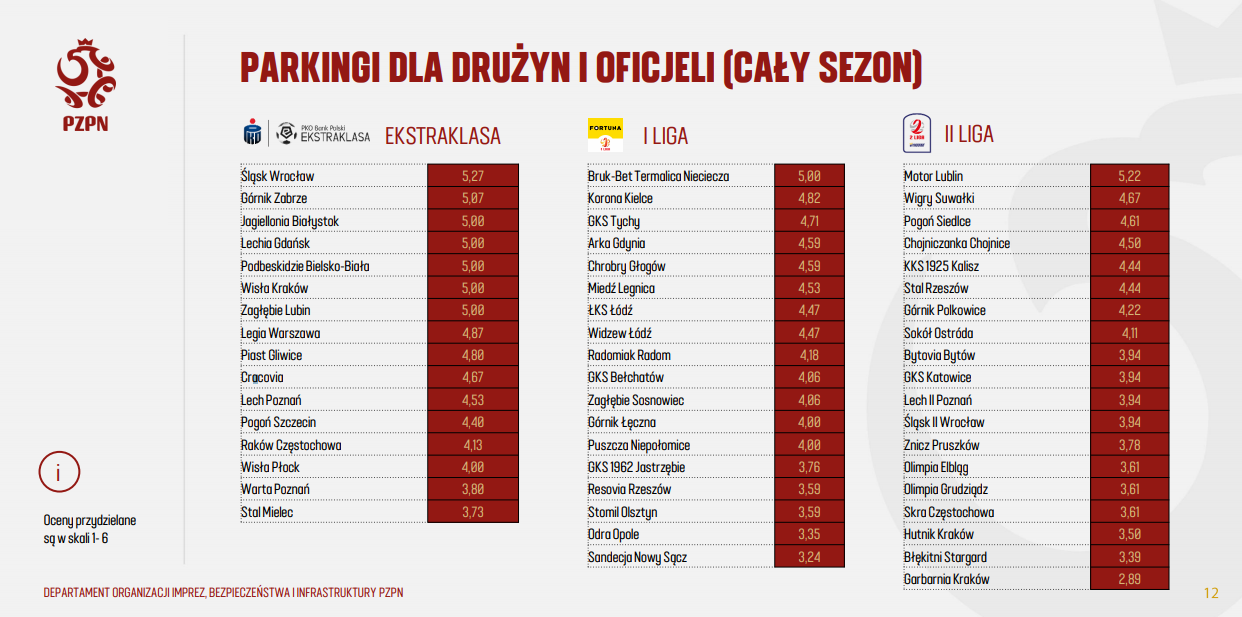 PZPN
PARKINGI DLA DRUŻYN I OFICJELI (CAŁY SEZON)
PKO Bank Polski
EKSTRAKLASA
EKSTRAKLASA
Śląsk Wrocław 5,27
Górnik Zabrze 5,07
Jagiellonia Białystok 5,00
Lechia Gdańsk 5,00
Podbeskidzie Bielsko-Biała 5,00
Wisła Kraków 5,00
Zagłębie Lubin 5,00
Legia Warszawa 4,87
Piast Gliwice 4,80
Cracovia 4,67
Lech Poznań 4,53
Pogoń Szczecin 4,40
Raków Częstochowa 4,13
Wisła Płock 4,00
Warta Poznań 3,80
Stal Mielec 3,73
FORTUNA
1 LIGA
I LIGA
Bruk-Bet Termalica Nieciecza 5,00
Korona Kielce 4,82
GKS Tychy 4,71
Arka Gdynia 4,59
Chrobry Głogów 4,59
Miedź Legnica 4,53
ŁKS Łódź 4,47
Widzew Łódź 4,47
Radomiak Radom 4,18
GKS Bełchatów 4,06
Zagłębie Sosnowiec 4,06
Górnik Łęczna 4,00
Puszcza Niepołomice 4,00
GKS 1962 Jastrzębie 3,76
Resovia Rzeszów 3,59
Stomil Olsztyn 3,59
Odra Opole 3,35
Sandecja Nowy Sącz 3,24
2 LIGA
II LIGA
Motor Lublin 5,22
Wigry Suwałki 4,67
Pogoń Siedlce 4,61
Chojniczanka Chojnice 4,50
KKS 1925 Kalisz 4,44
Stal Rzeszów 4,44
Górnik Polkowice 4,22
Sokół Ostróda 4,11
Bytovia Bytów 3,94
GKS Katowice 3,94
Lech II Poznań 3,94
Śląsk II Wrocław 3,94
Znicz Pruszków 3,78
Olimpia Elbląg 3,61
Olimpia Grudziądz 3,61
Skra Częstochowa 3,61
Hutnik Kraków 3,50
Błękitni Stargard 3,39
Garbarnia Kraków 2,89
i
Oceny przydzielane
są w skali 1- 6
DEPARTAMENT ORGANIZACJI IMPREZ, BEZPIECZEŃSTWA I INFRASTRUKTURY PZPN
12